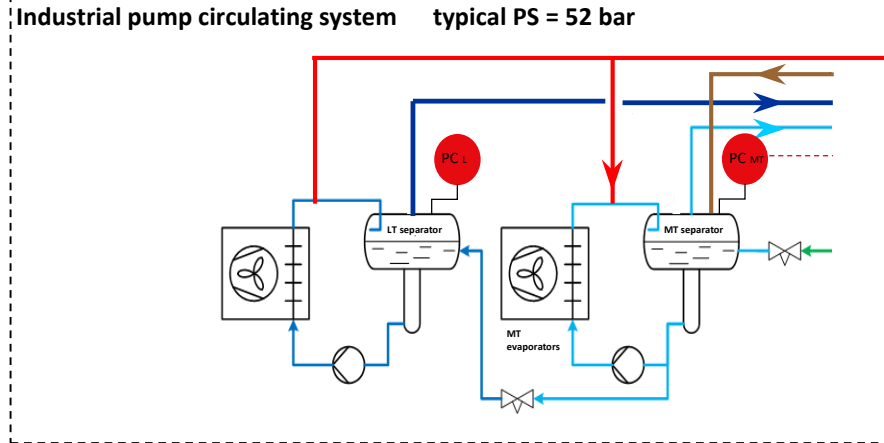 Industrial pump circulating system typical PS = 52 bar
PC L
PC MT
LT separator
MT separator
MT
evaporators